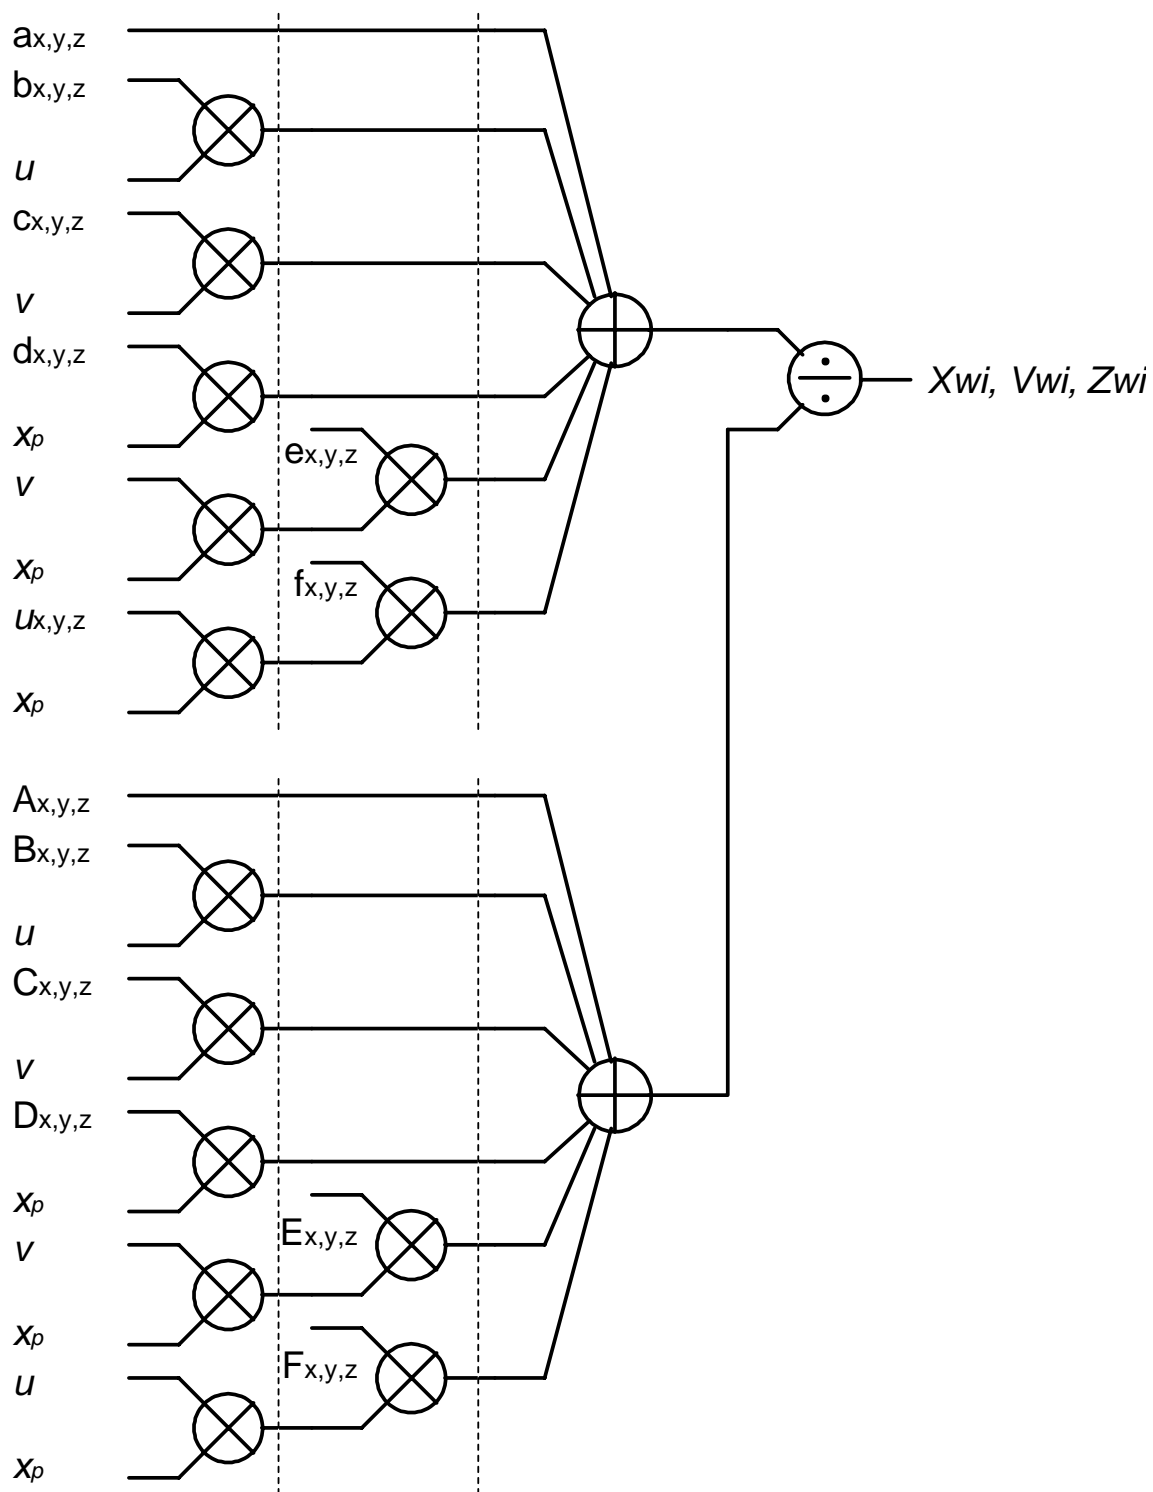 ax,y,z
bx,y,z
u
cx,y,z
v
dx,y,z
xp
ex,y,z
v
xp
fx,y,z
ux,y,z
xp
Xwi, Vwi, Zwi
Ax,y,z
Bx,y,z
u
Cx,y,z
v
Dx,y,z
xp
Ex,y,z
v
xp
Fx,y,z
u
xp